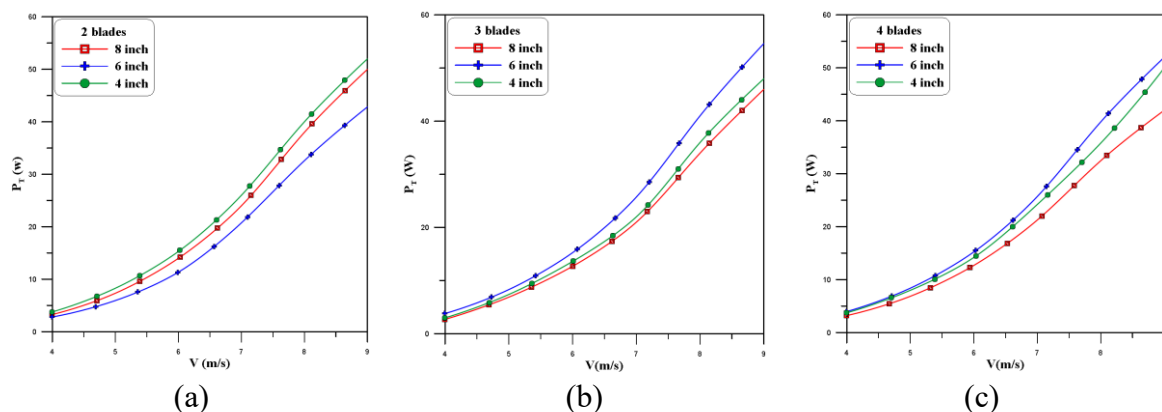 2 blades
8 inch
6 inch
4 inch
60
50
40
30
20
10
0
P_T (w)
4 5 6 7 8 9
V (m/s)
(a)
3 blades
8 inch
6 inch
4 inch
60
40
20
0
P_T (W)
4 5 6 7 8 9
V(m/s)
(b)
4 blades
8 inch
6 inch
4 inch
60
50
40
30
20
10
0
P_T (W)
4 5 6 7 8
V(m/s)
(c)